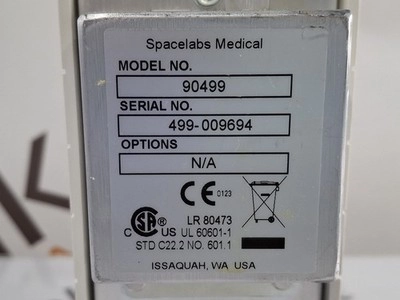 Spacelabs Medical
MODEL NO.
90499
SERIAL NO.
499-009694
OPTIONS
N/A
CE 0123
SA
C US
LR 80473
UL 60601-1
STD C22.2 NO. 601.1
ISSAQUAH, WA USA